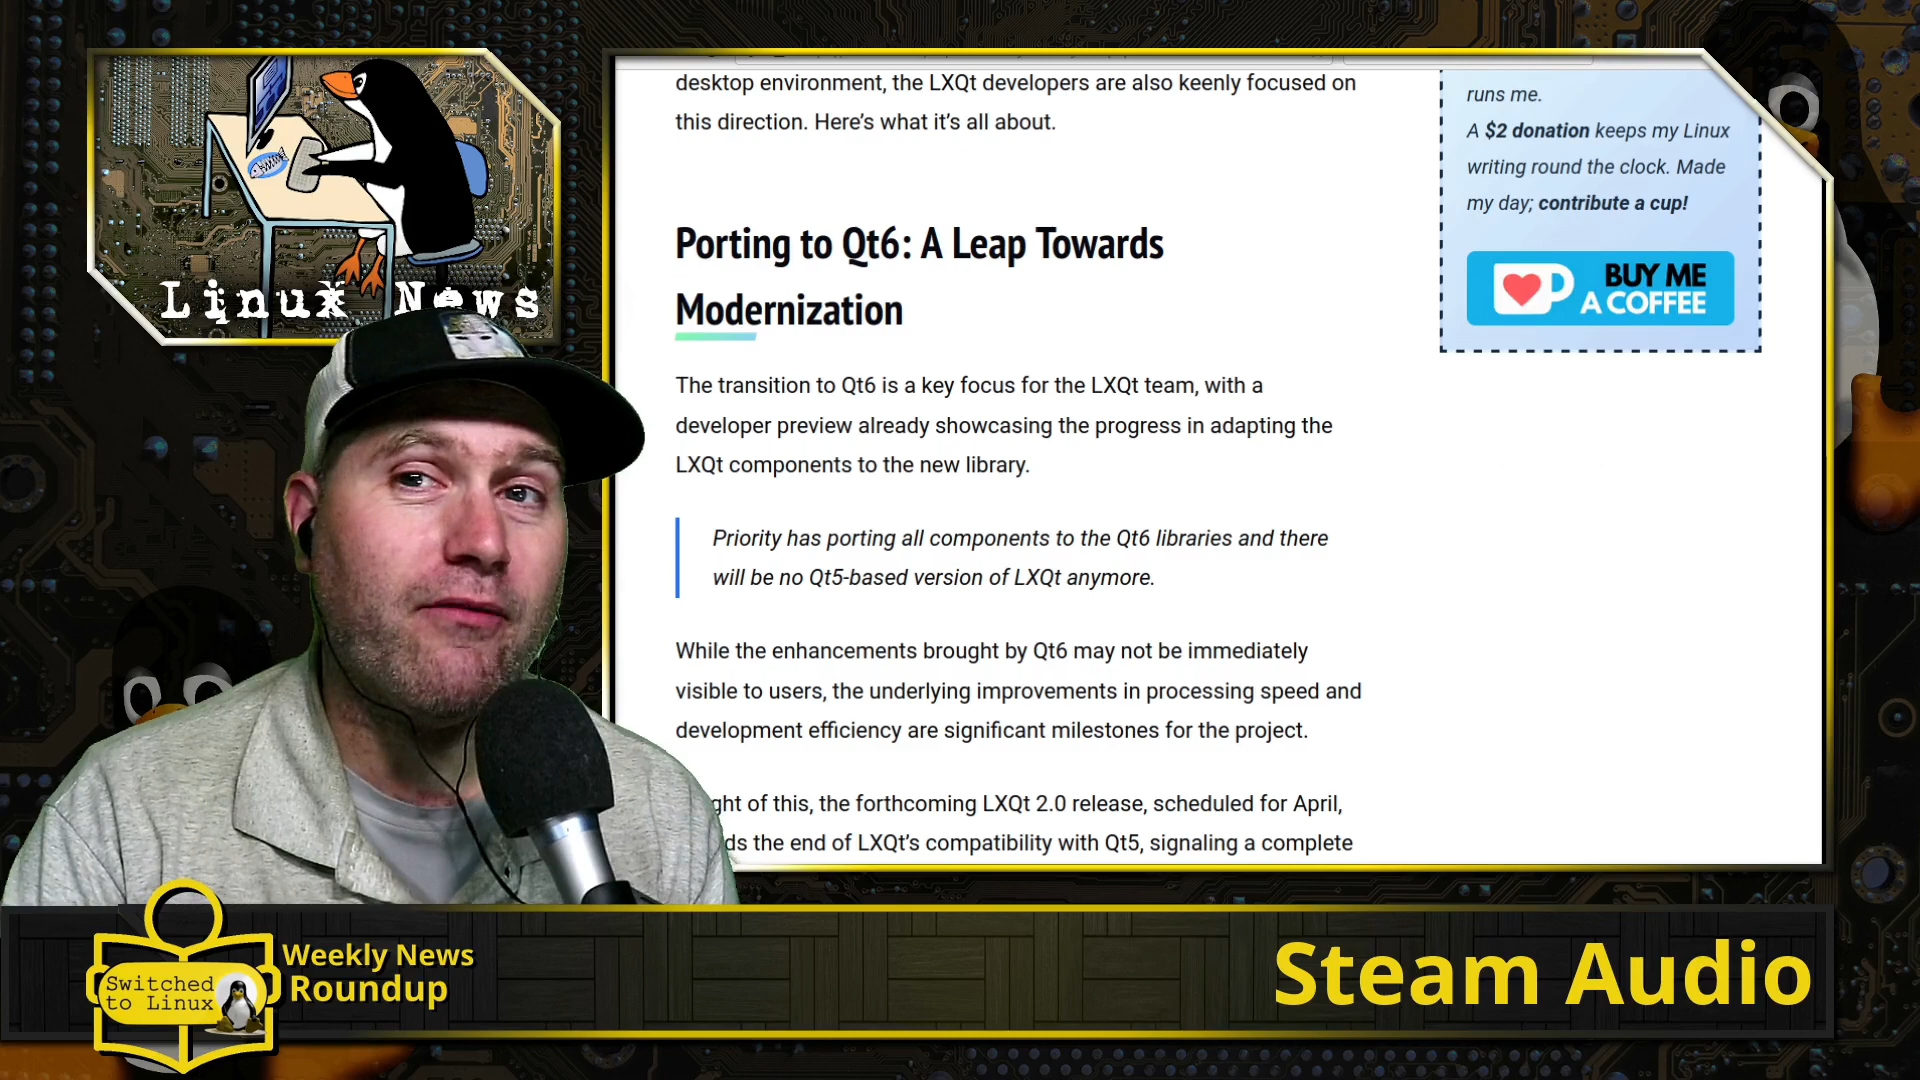 Linux News
desktop environment, the LXQt developers are also keenly focused on
this direction. Here’s what it’s all about.
Porting to Qt6: A Leap Towards
Modernization
The transition to Qt6 is a key focus for the LXQt team, with a
developer preview already showcasing the progress in adapting the
LXQt components to the new library.
Priority has porting all components to the Qt6 libraries and there
will be no Qt5-based version of LXQt anymore.
While the enhancements brought by Qt6 may not be immediately
visible to users, the underlying improvements in processing speed and
development efficiency are significant milestones for the project.
of this, the forthcoming LXQt 2.0 release, scheduled for April,
the end of LXQt’s compatibility with Qt5, signaling a complete
runs me.
A $2 donation keeps my Linux
writing round the clock. Made
my day; contribute a cup!
BUY ME
A COFFEE
Switched
to Linux
Weekly News
Roundup
Steam Audio